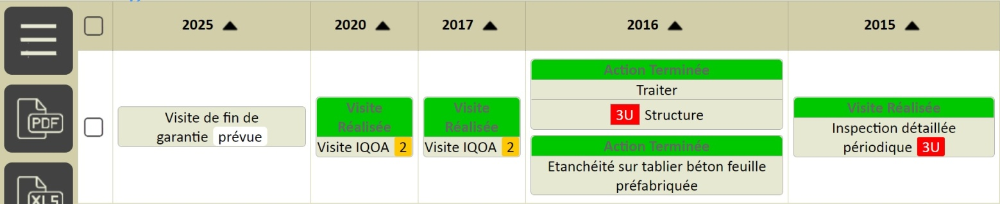 2025 ▲ 2020 ▲ 2017 ▲ 2016 ▲ 2015 ▲
PDF
XLS
Visite de fin de
garantie prévue
Visite
Réalisée
Visite IQOA 2
Visite
Réalisée
Visite IQOA 2
Action Terminée
Traiter
3U Structure
Action Terminée
Etanchéité sur tablier béton feuille
préfabriquée
Visite Réalisée
Inspection détaillée
périodique 3U